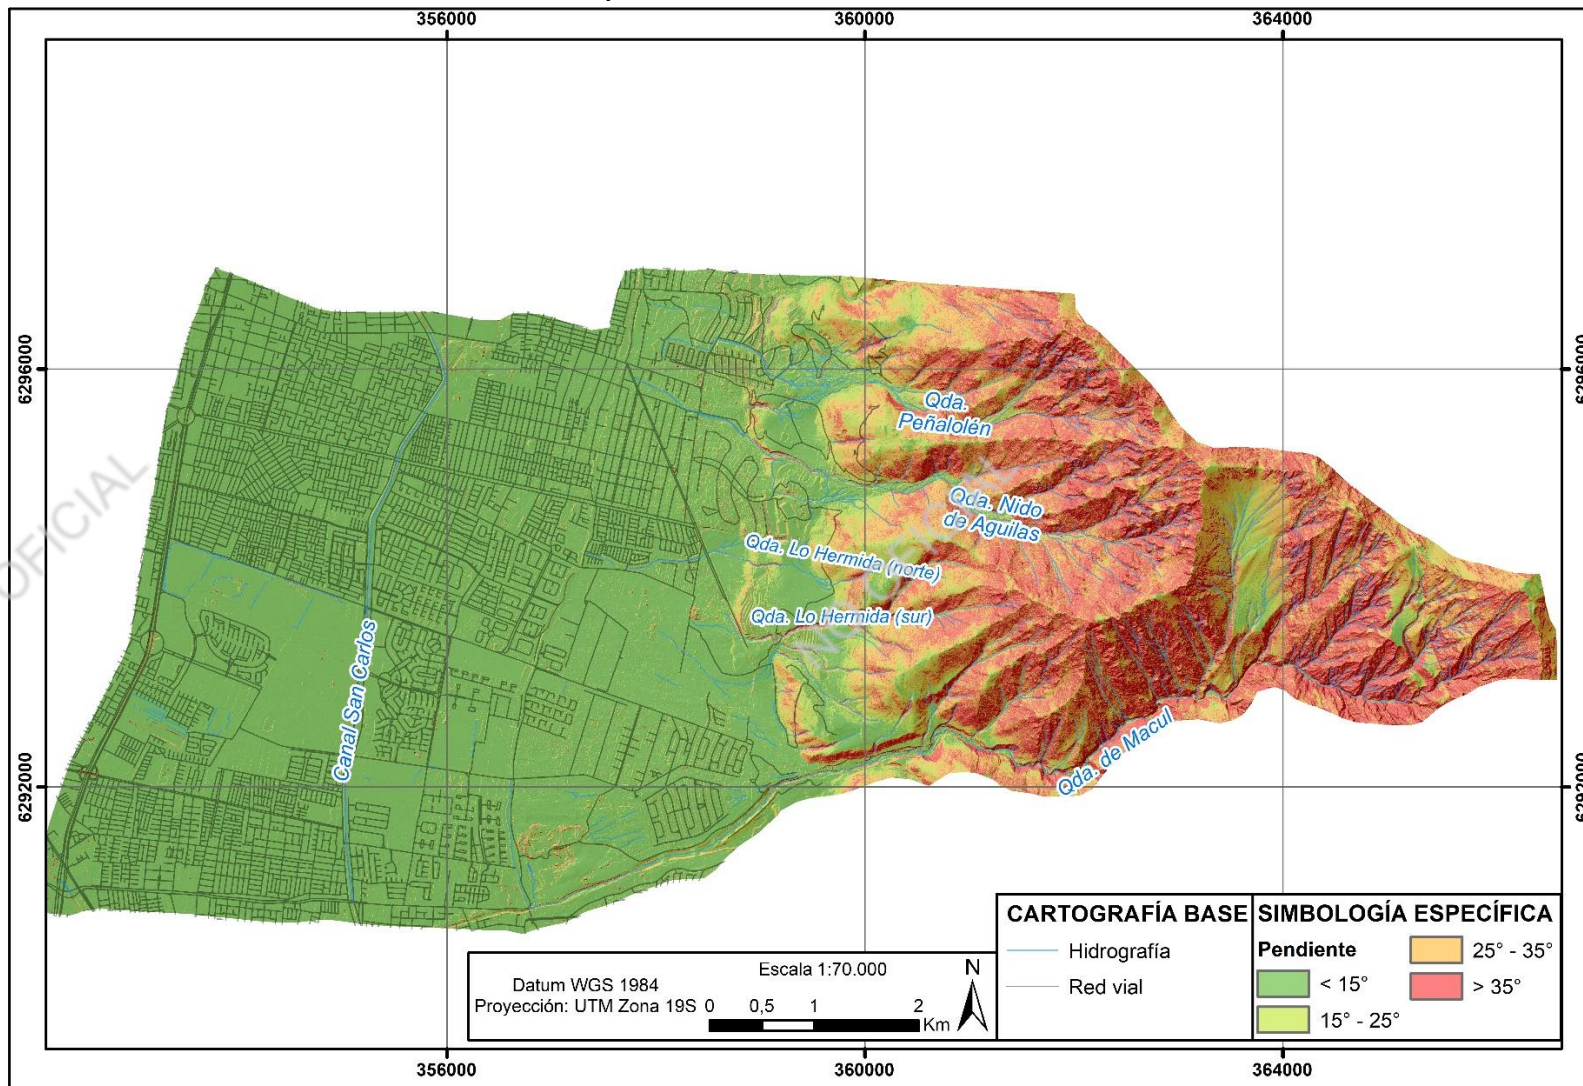 356000
360000
364000
6296000
6296000
Qda.
Peñalolén
OFICIAL
Qda. Nido
de Aguilas
Qda. Lo Hermida (norte)
Qda. Lo Hermida (sur)
Canal San Carlos
Qda. de Macul
6292000
6292000
CARTOGRAFÍA BASE
Hidrografía
Red vial
SIMBOLOGÍA ESPECÍFICA
Pendiente
< 15°
15° - 25°
25° - 35°
> 35°
Datum WGS 1984
Proyección: UTM Zona 19S
Escala 1:70.000
0 0,5 1 2
Km
N
356000
360000
364000